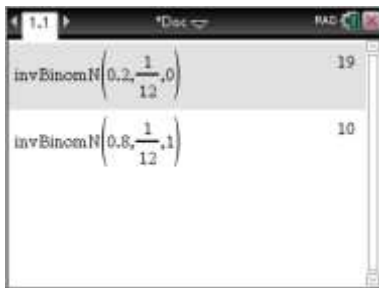 1.1 *Doc RAD
invBinomN(0.2,1/12,0) 19
invBinomN(0.8,1/12,1) 10